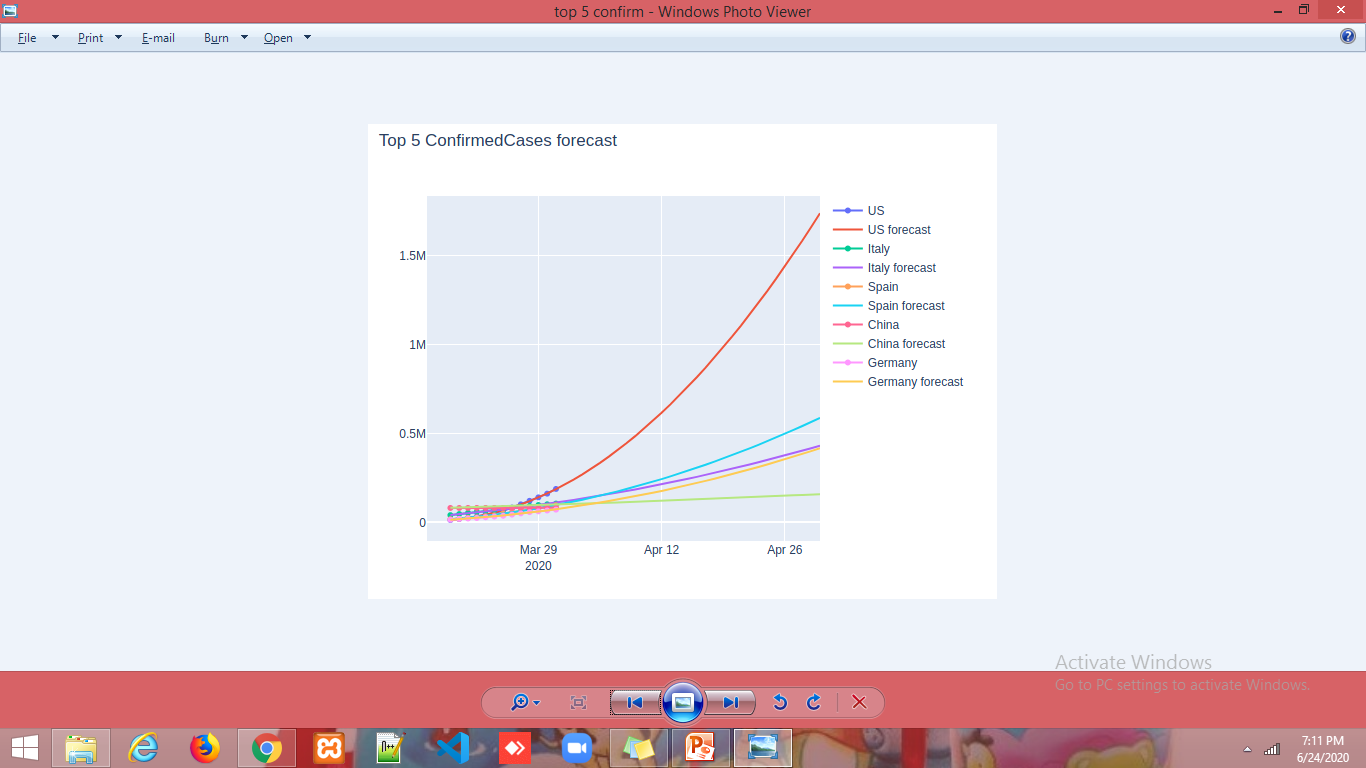 top 5 confirm - Windows Photo Viewer
File Print E-mail Burn Open
Top 5 ConfirmedCases forecast
1.5M
1M
0.5M
0
Mar 29
2020
Apr 12
Apr 26
US
US forecast
Italy
Italy forecast
Spain
Spain forecast
China
China forecast
Germany
Germany forecast
Activate Windows
Go to PC settings to activate Windows.
7:11 PM
6/24/2020